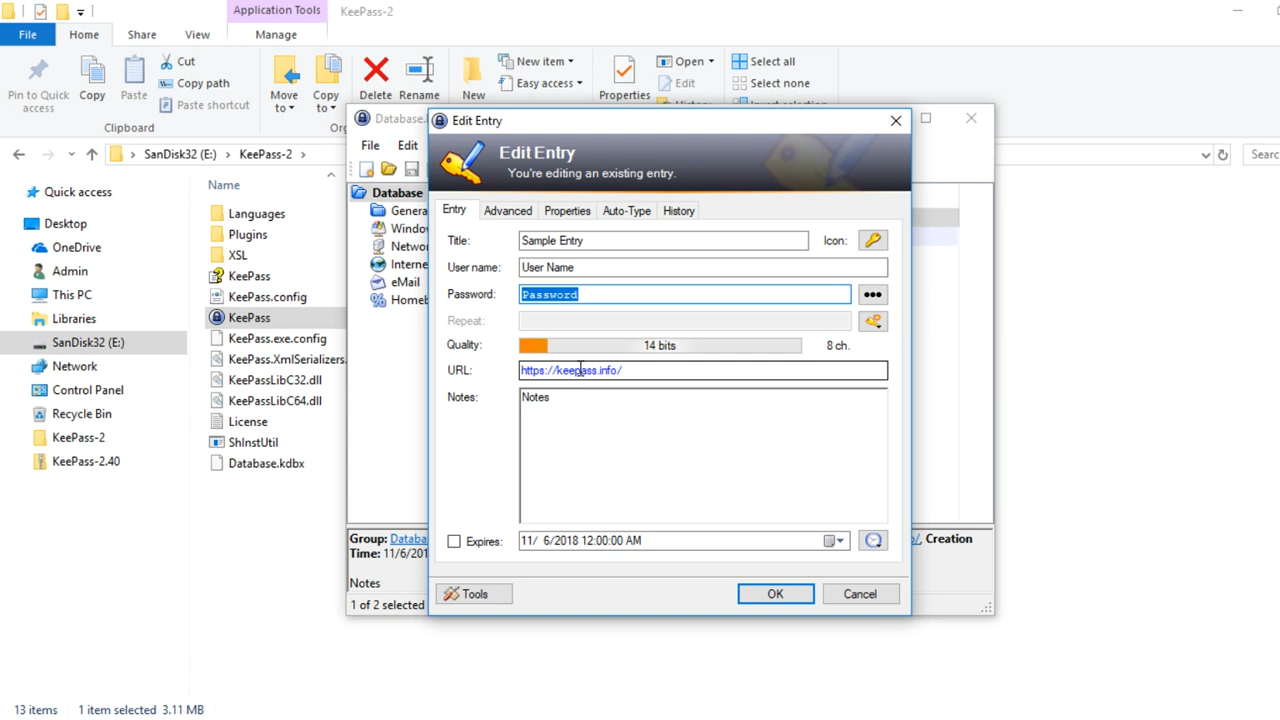 Application Tools
KeePass-2
File
Home
Share
View
Manage
Pin to Quick access
Copy
Paste
Cut
Copy path
Paste shortcut
Move to
Copy to
Delete
Rename
New
New item
Easy access
Properties
Open
Edit
Select all
Select none
Clipboard
SanDisk32 (E:)
KeePass-2
Quick access
Desktop
OneDrive
Admin
This PC
Libraries
SanDisk32 (E:)
Network
Control Panel
Recycle Bin
KeePass-2
KeePass-2.40
Name
Languages
Plugins
XSL
KeePass
KeePass.config
KeePass
KeePass.exe.config
KeePass.XmlSerializers.
KeePassLibC32.dll
KeePassLibC64.dll
License
ShInstUtil
Database.kdbx
Database.
File
Edit
Database
Genera
Window
Networ
Interne
eMail
Homeb
Group: Databa
/, Creation
Time: 11/6/201
Notes
1 of 2 selected
Edit Entry
Edit Entry
You're editing an existing entry.
Entry
Advanced
Properties
Auto-Type
History
Title:
Sample Entry
Icon:
User name:
User Name
Password:
Password
Repeat:
Quality:
14 bits
8 ch.
URL:
https://keepass.info/
Notes:
Notes
Expires:
11/ 6/2018 12:00:00 AM
Tools
OK
Cancel
13 items
1 item selected 3.11 MB